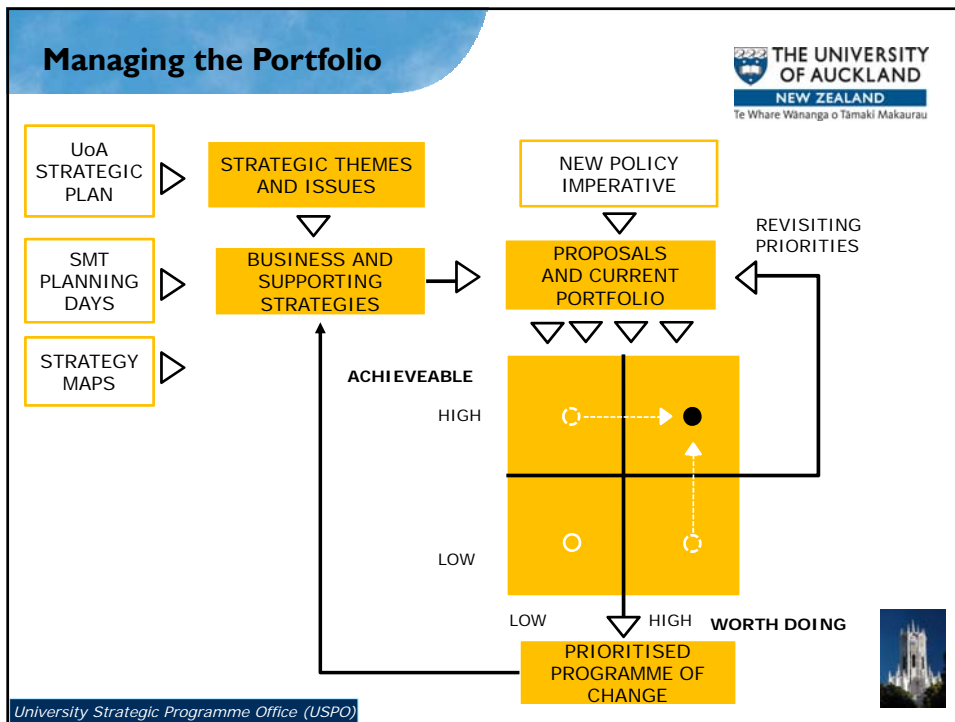 Managing the Portfolio
THE UNIVERSITY
OF AUCKLAND
NEW ZEALAND
Te Whare Wānanga o Tāmaki Makaurau
UoA
STRATEGIC
PLAN
STRATEGIC THEMES
AND ISSUES
NEW POLICY
IMPERATIVE
REVISITING
PRIORITIES
SMT
PLANNING
DAYS
BUSINESS AND
SUPPORTING
STRATEGIES
PROPOSALS
AND CURRENT
PORTFOLIO
STRATEGY
MAPS
ACHIEVEABLE
HIGH
LOW
LOW
HIGH
WORTH DOING
PRIORITISED
PROGRAMME OF
CHANGE
University Strategic Programme Office (USPO)